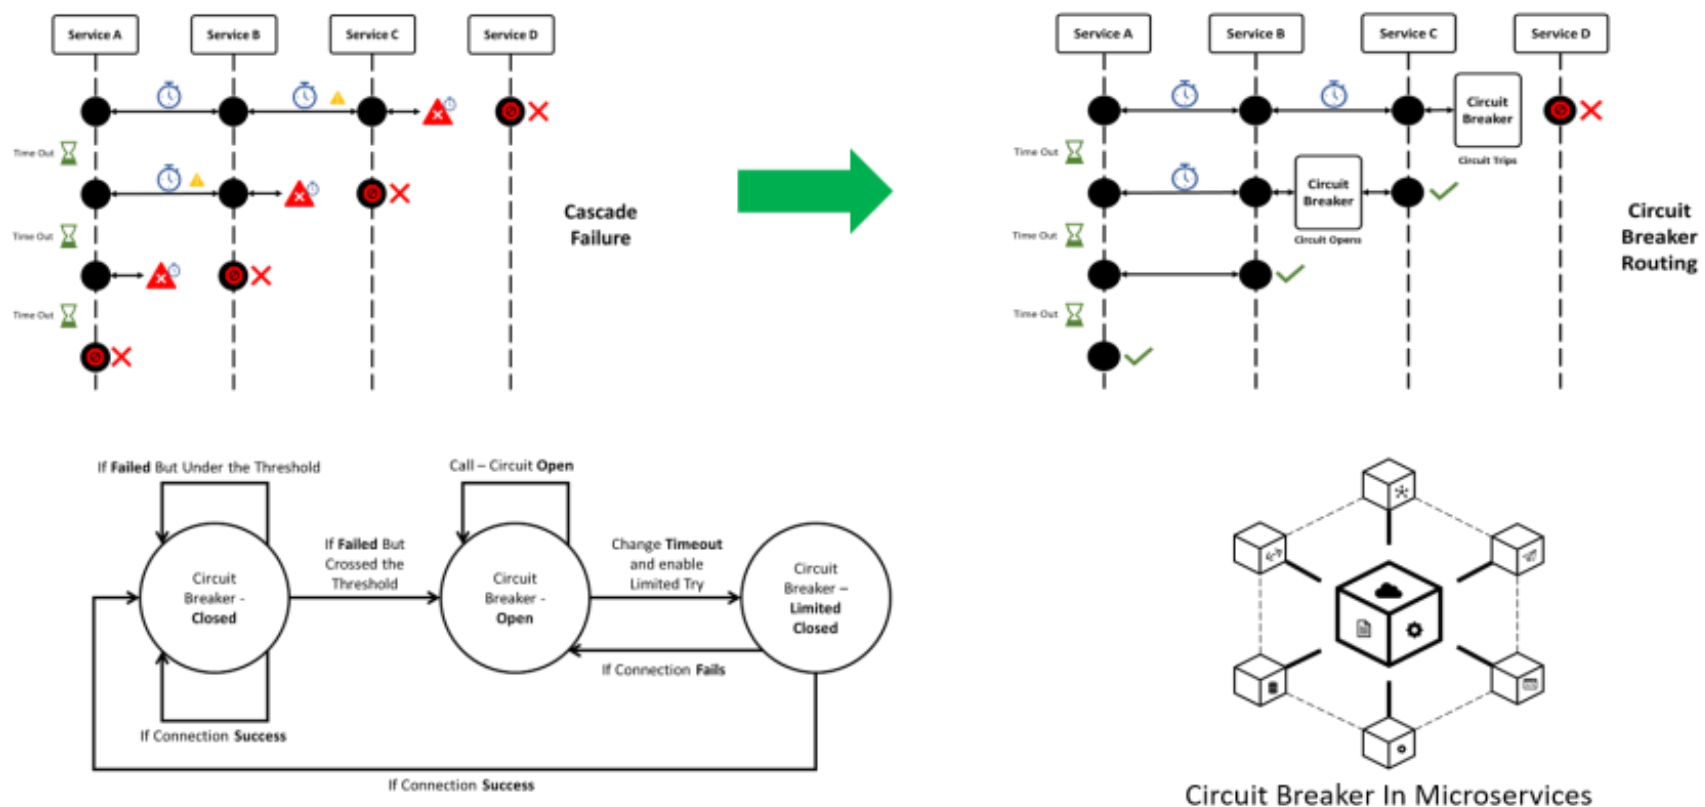 Service A
Service B
Service C
Service D
Time Out
Time Out
Time Out
Cascade
Failure
Service A
Service B
Service C
Service D
Circuit
Breaker
Circuit Trips
Time Out
Circuit
Breaker
Circuit Opens
Time Out
Time Out
Circuit
Breaker
Routing
If Failed But Under the Threshold
Call – Circuit Open
If Failed But
Crossed the
Threshold
Change Timeout
and enable
Limited Try
Circuit
Breaker -
Closed
Circuit
Breaker -
Open
Circuit
Breaker –
Limited
Closed
If Connection Fails
If Connection Success
If Connection Success
Circuit Breaker In Microservices